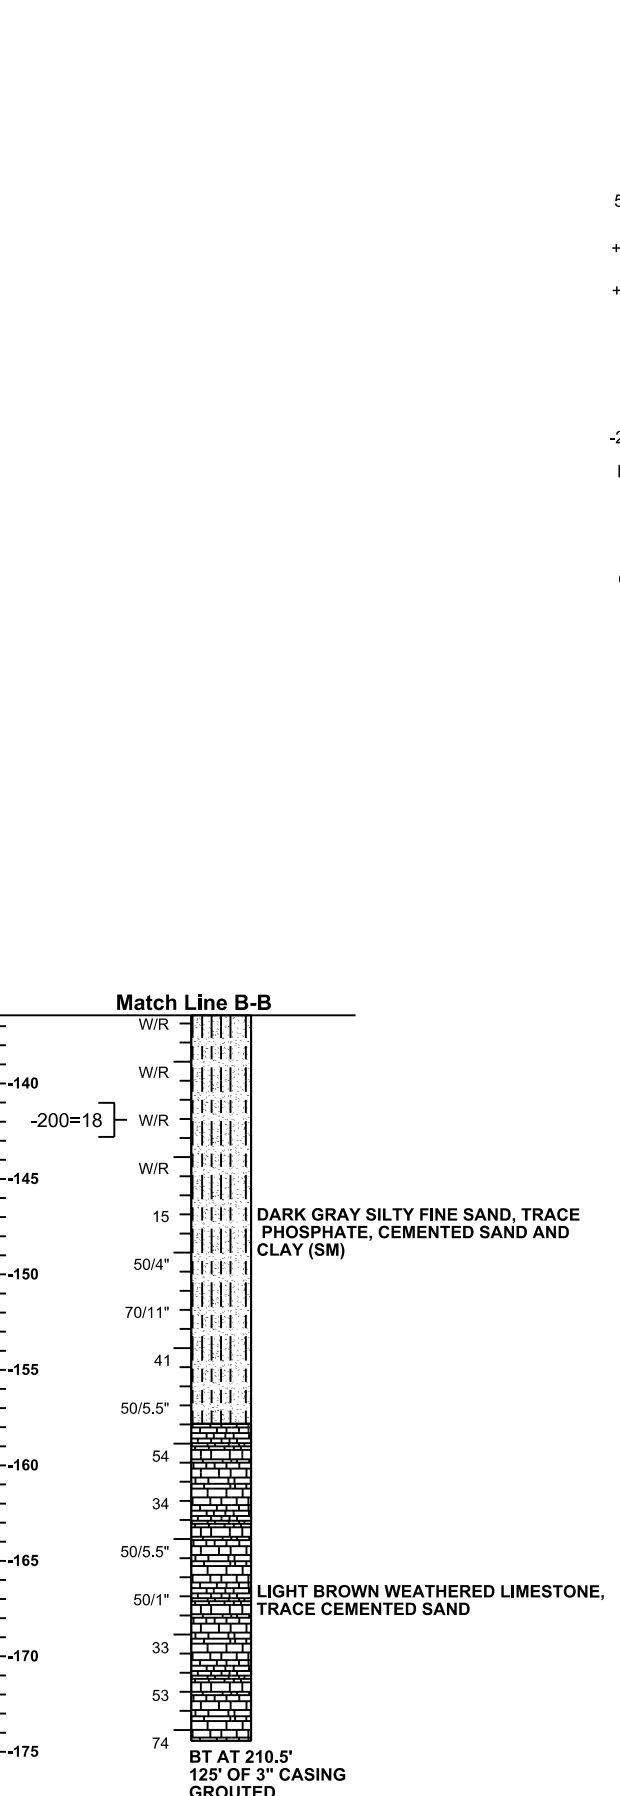 Match Line B-B
W/R
W/R
-140
-200=18
W/R
W/R
-145
15
DARK GRAY SILTY FINE SAND, TRACE
PHOSPHATE, CEMENTED SAND AND
CLAY (SM)
50/4"
-150
70/11"
41
-155
50/5.5"
54
-160
34
50/5.5"
-165
50/1"
LIGHT BROWN WEATHERED LIMESTONE,
TRACE CEMENTED SAND
33
-170
53
74
-175
BT AT 210.5'
125' OF 3" CASING
GROUTED